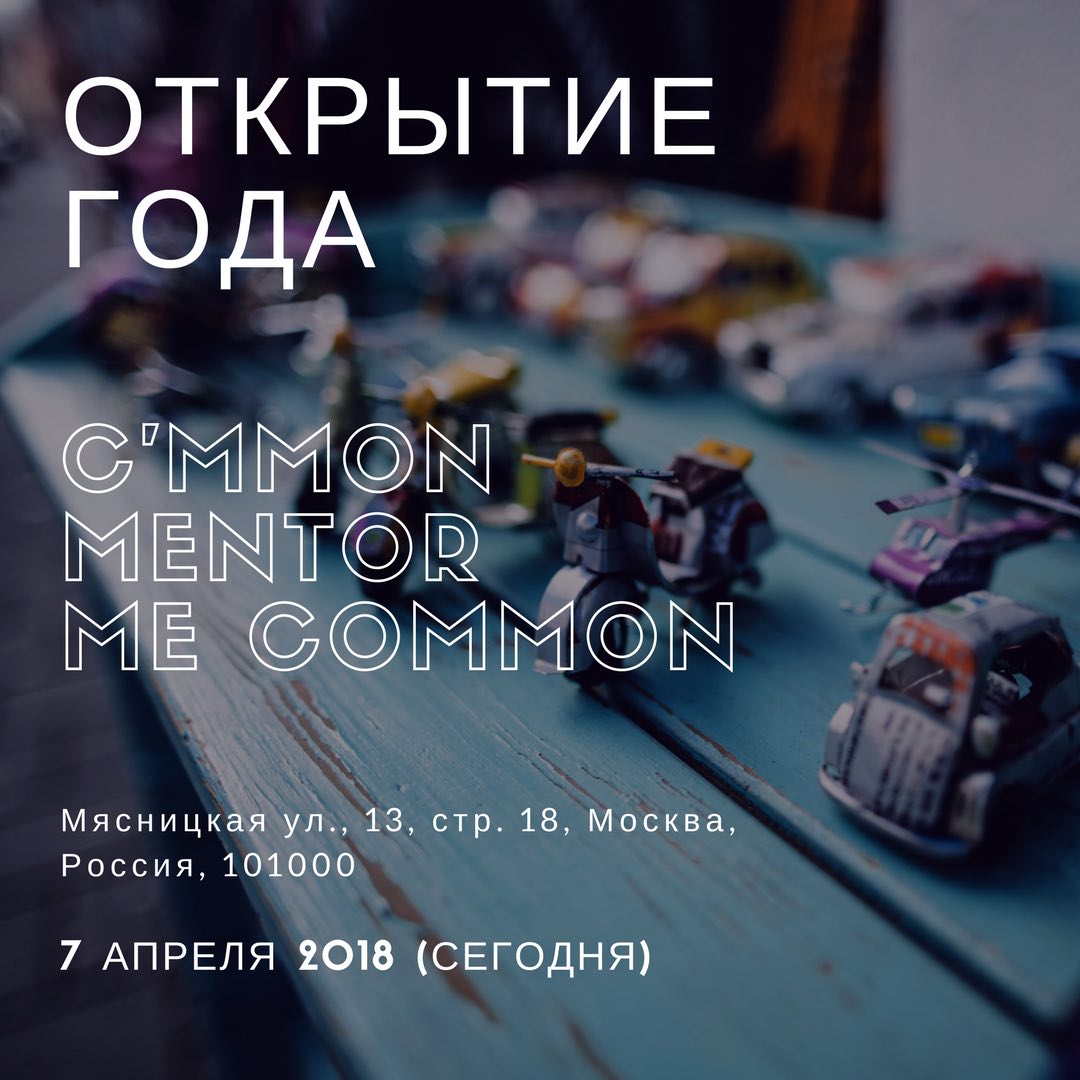 ОТКРЫТИЕ
ГОДА
C'MMON
MENTOR
ME COMMON
Мясницкая ул., 13, стр. 18, Москва,
Россия, 101000
7 АПРЕЛЯ 2018 (СЕГОДНЯ)